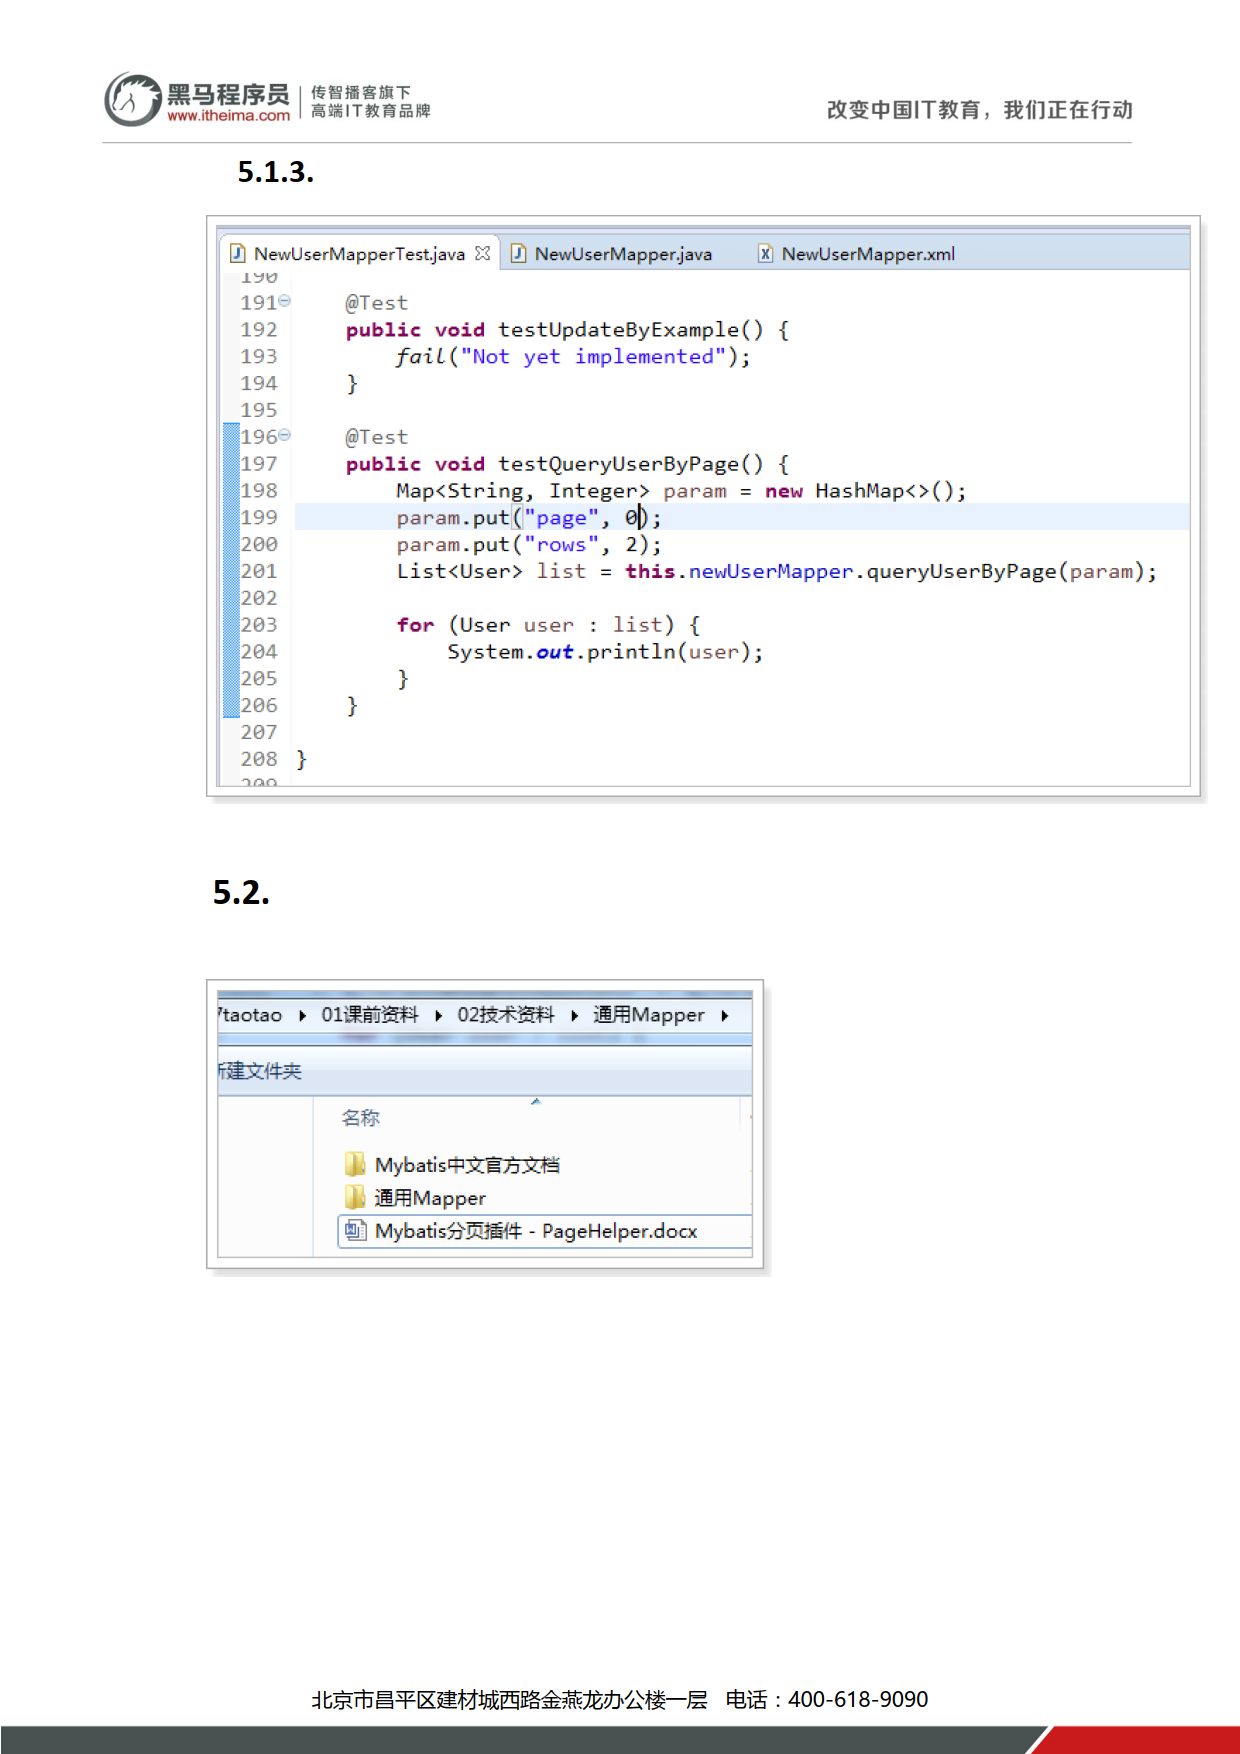 黑马程序员
www.itheima.com
传智播客旗下
高端IT教育品牌
改变中国IT教育，我们正在行动
5.1.3.
NewUserMapperTest.java NewUserMapper.java NewUserMapper.xml
190
191 @Test
192 public void testUpdateByExample() {
193 fail("Not yet implemented");
194 }
195
196 @Test
197 public void testQueryUserByPage() {
198 Map<String, Integer> param = new HashMap<>();
199 param.put("page", 0);
200 param.put("rows", 2);
201 List<User> list = this.newUserMapper.queryUserByPage(param);
202
203 for (User user : list) {
204 System.out.println(user);
205 }
206 }
207
208 }
209
5.2.
taotao ▸ 01课前资料 ▸ 02技术资料 ▸ 通用Mapper ▸
新建文件夹
名称
Mybatis中文官方文档
通用Mapper
Mybatis分页插件 - PageHelper.docx
北京市昌平区建材城西路金燕龙办公楼一层 电话：400-618-9090